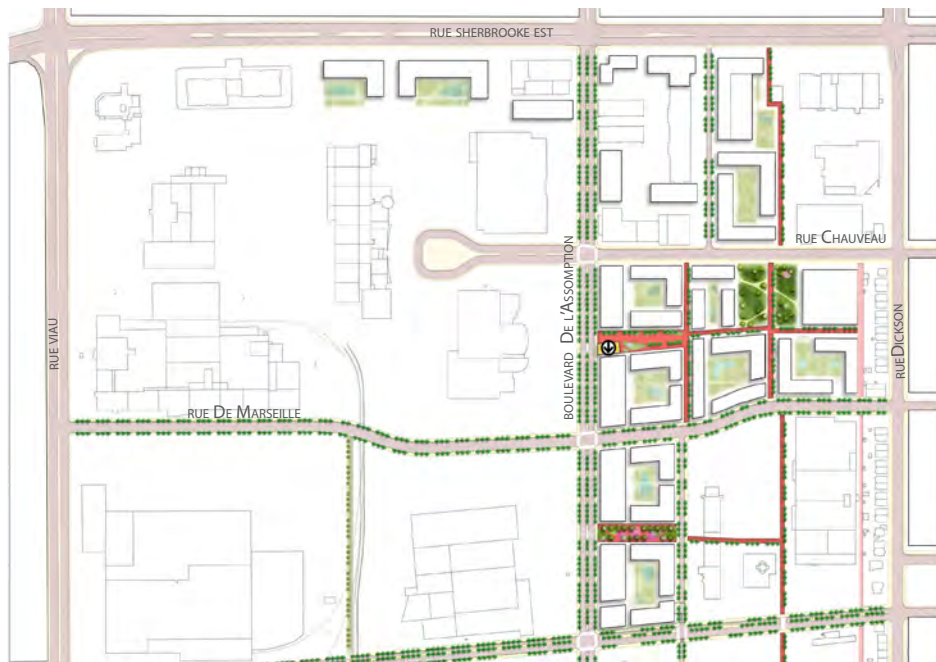 RUE SHERBROOKE EST
RUE CHAUVEAU
BOULEVARD DE L'ASSOMPTION
RUE VIAU
RUE DICKSON
RUE DE MARSEILLE